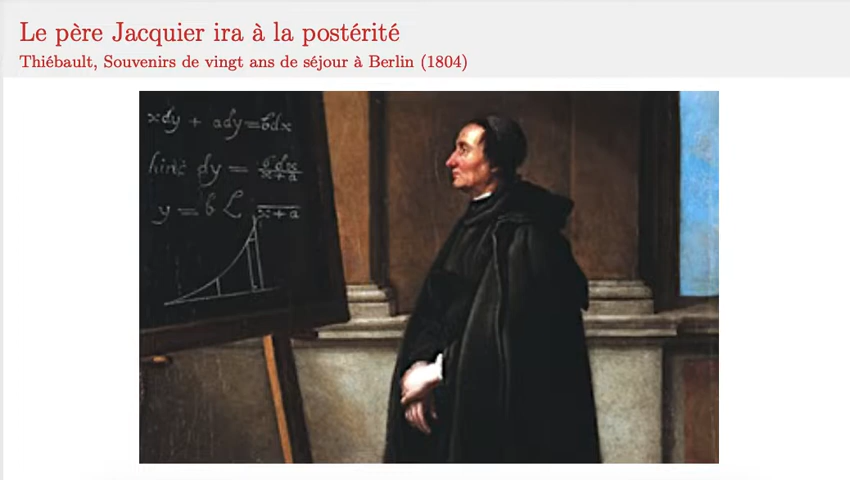 Le père Jacquier ira à la postérité
Thiébault, Souvenirs de vingt ans de séjour à Berlin (1804)
xdy + ady=bdx
hinc dy = bdx/x+a
y = b L x+a